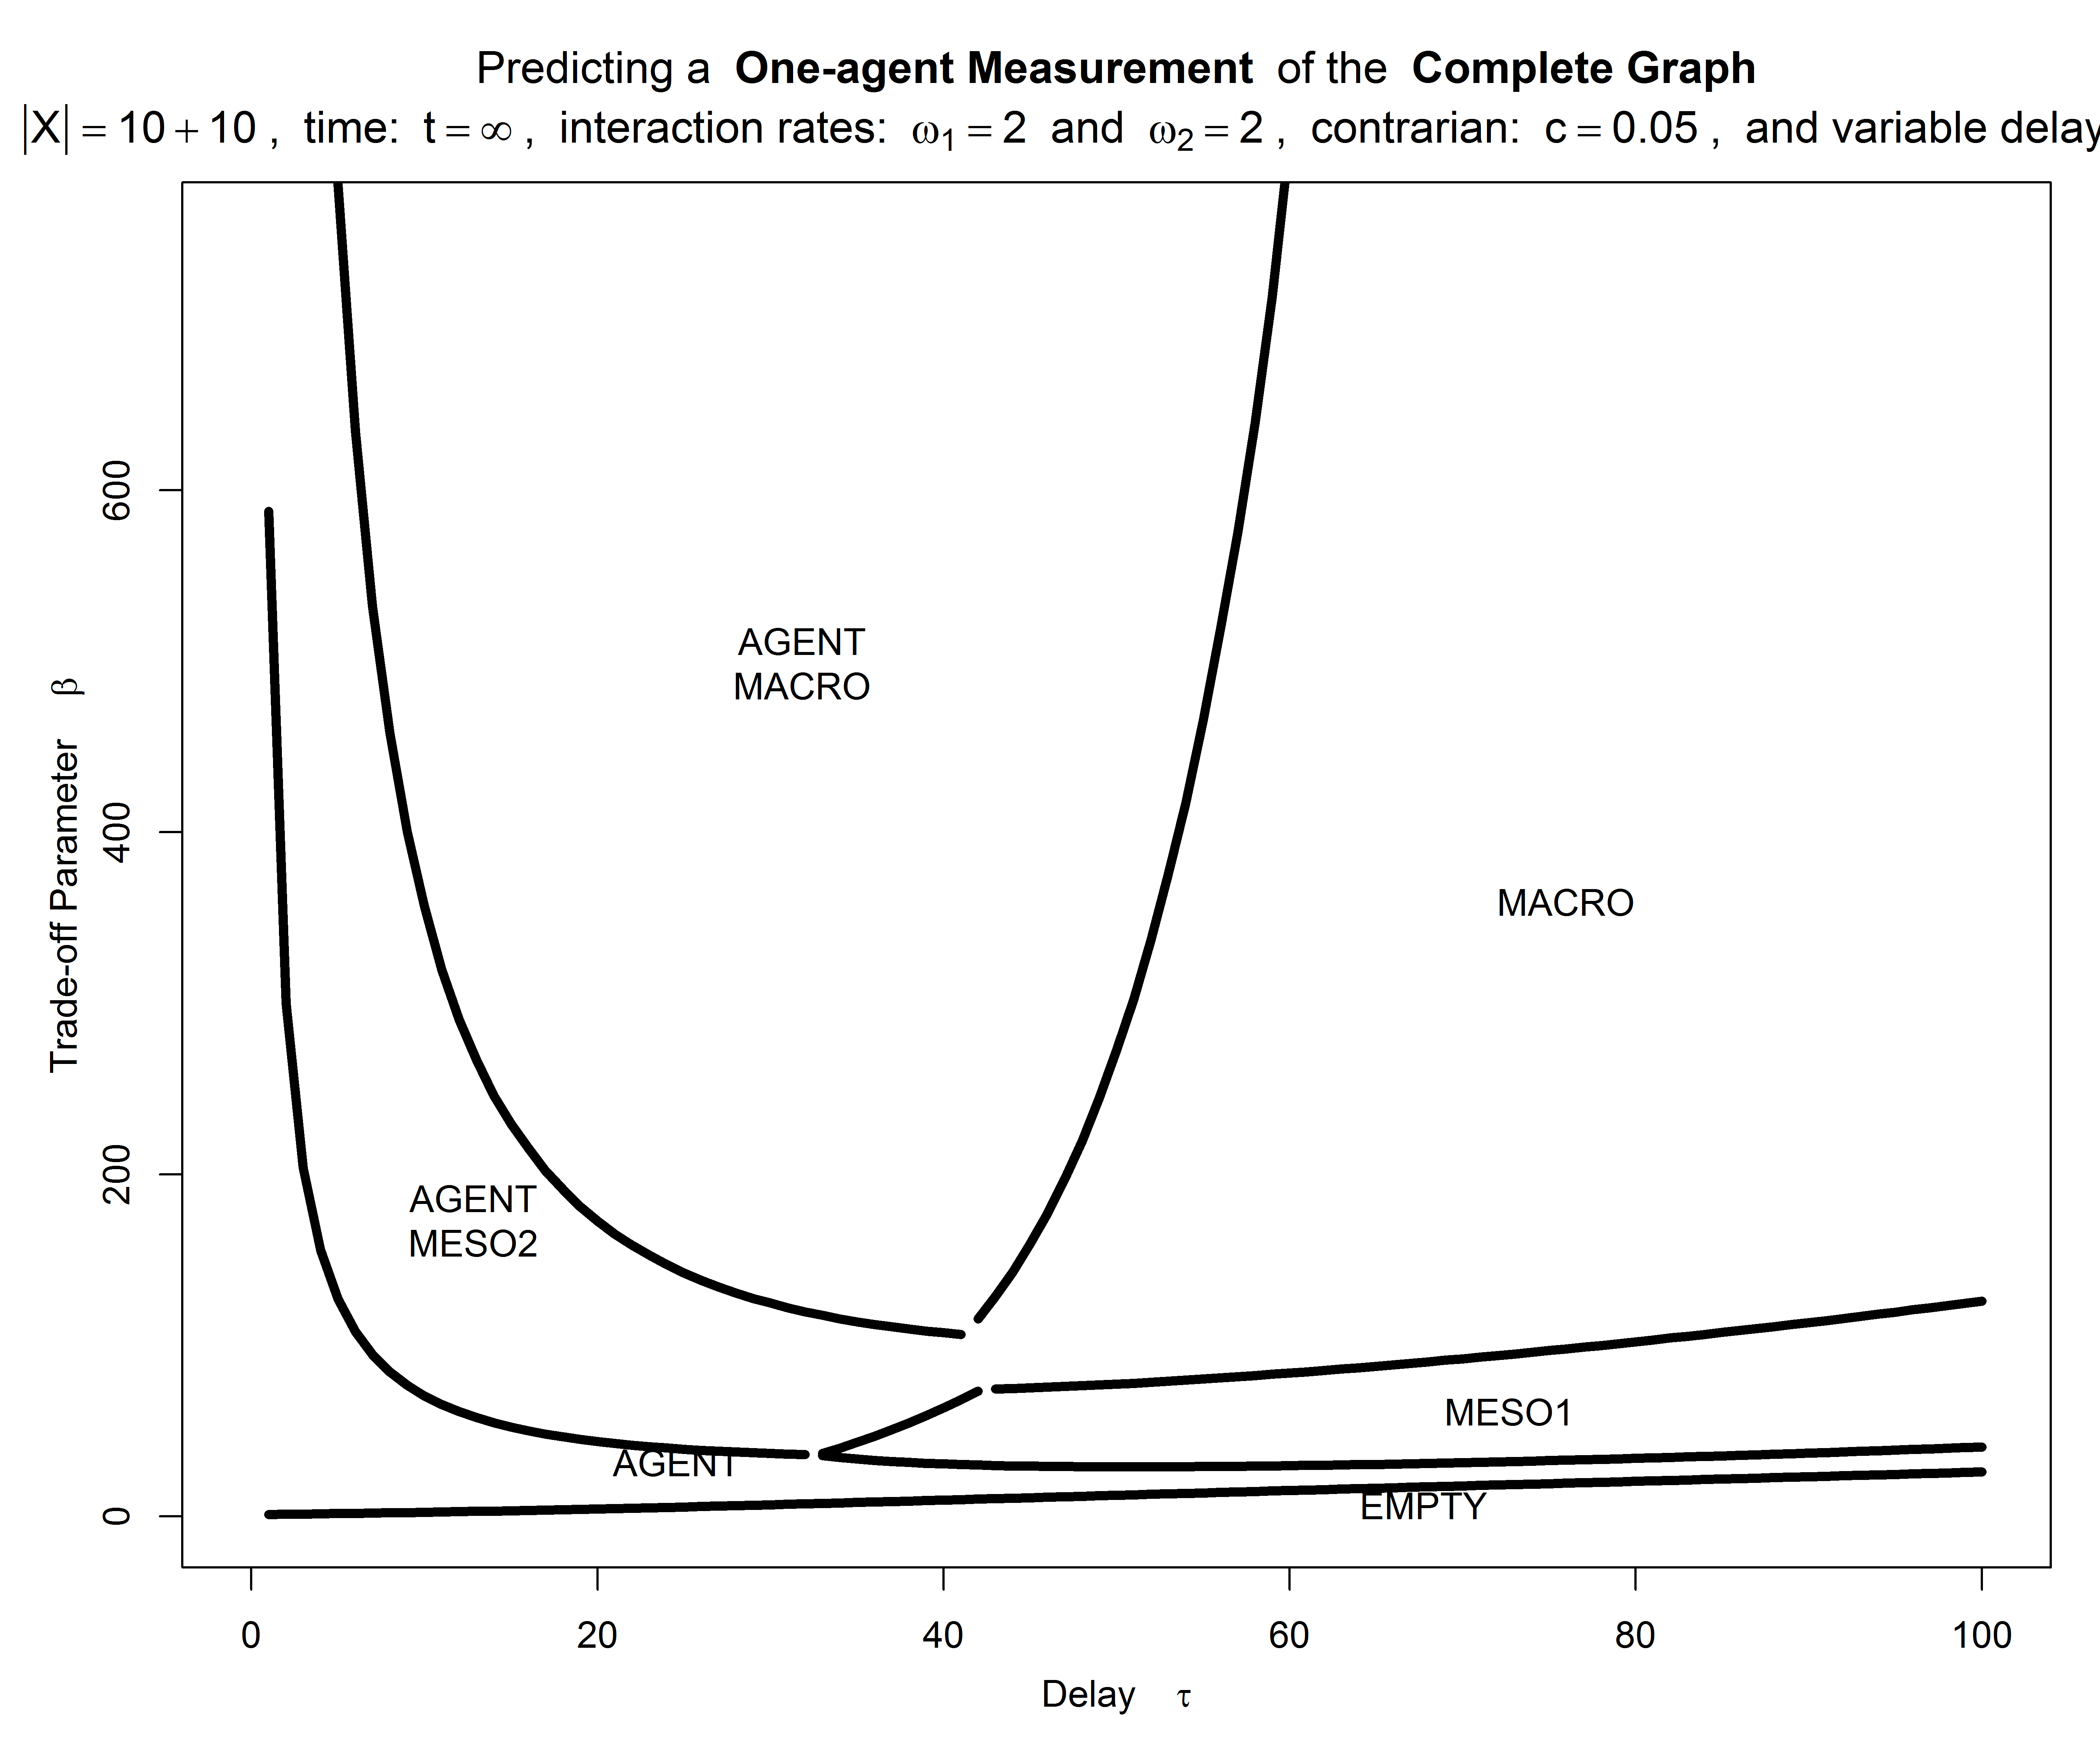 Predicting a One-agent Measurement of the Complete Graph
|X| = 10 + 10 , time: t = ∞ , interaction rates: ω₁ = 2 and ω₂ = 2 , contrarian: c = 0.05 , and variable delay
Trade-off Parameter β
600
400
200
0
AGENT
MACRO
MACRO
AGENT
MESO2
MESO1
AGENT
EMPTY
0 20 40 60 80 100
Delay τ